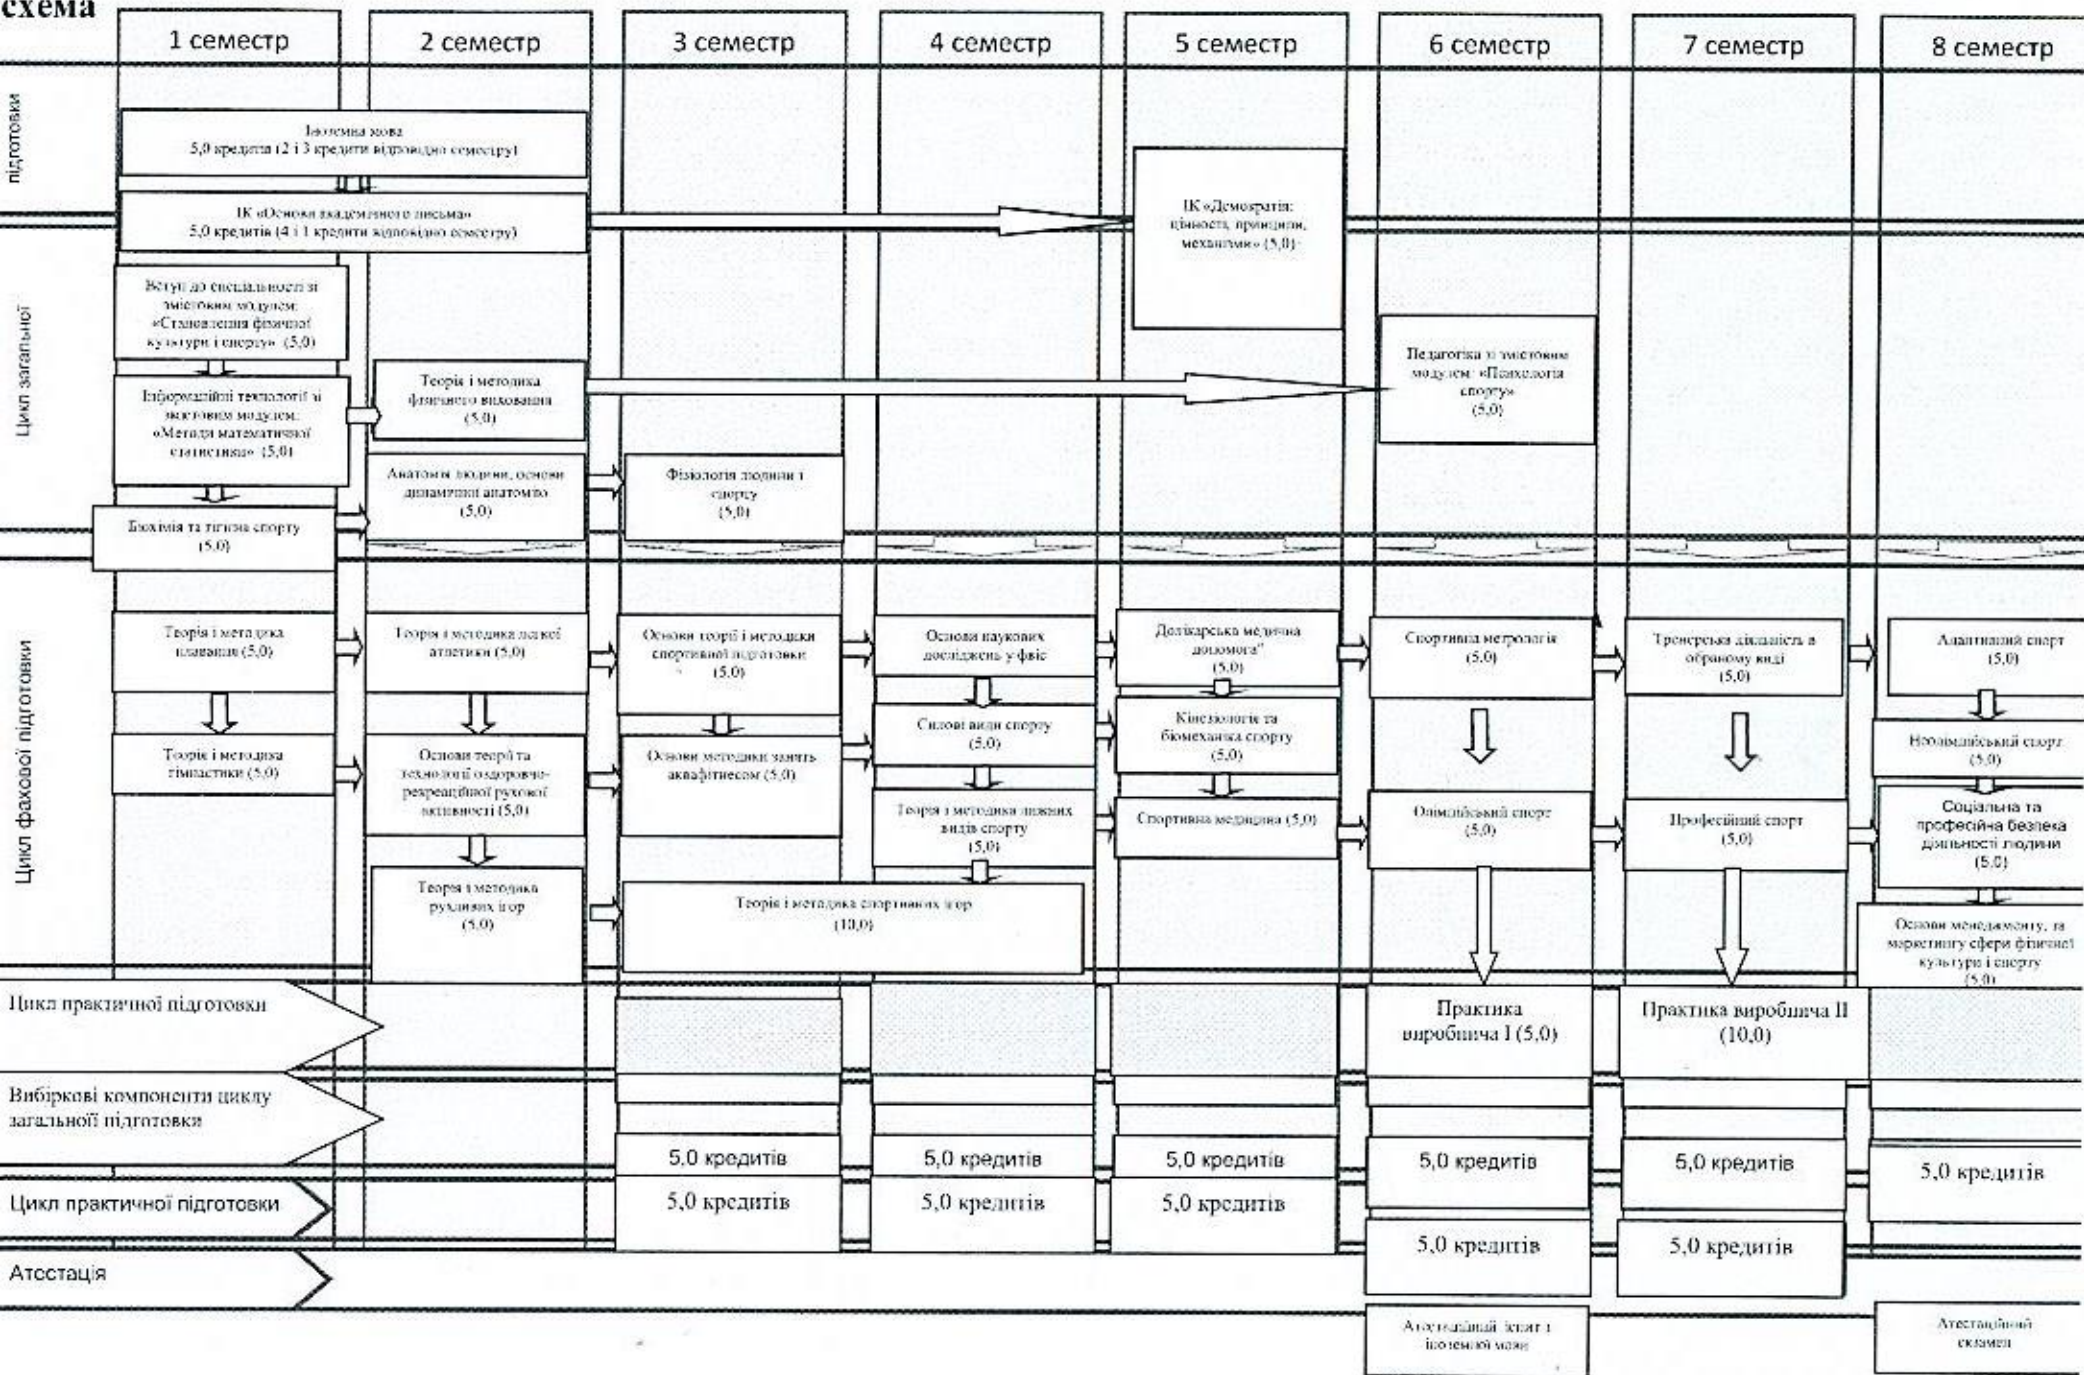 схема
1 семестр
2 семестр
3 семестр
4 семестр
5 семестр
6 семестр
7 семестр
8 семестр
підготовки
Цикл загальної
Іноземна мова
5,0 кредитів (2 і 3 кредити відповідно семестру)
ІК «Основи академічного письма»
5,0 кредитів (4 і 1 кредити відповідно семестру)
ІК «Демократія:
цінності, принципи,
механізми» (5,0)
Вступ до спеціальності зі
змістовим модулем:
«Становлення фізичної
культури і спорту» (5,0)
Інформаційні технології зі
змістовим модулем:
«Методи математичної
статистики» (5,0)
Теорія і методика
фізичного виховання
(5,0)
Педагогіка зі змістовим
модулем: «Психологія
спорту»
(5,0)
Анатомія людини, основи
динамічної анатомію
(5,0)
Фізіологія людини і
спорту
(5,0)
Біохімія та гігієна спорту
(5,0)
Цикл фахової підготовки
Теорія і методика
плавання (5,0)
Теорія і методика легкої
атлетики (5,0)
Основи теорії і методики
спортивної підготовки
(5,0)
Основи наукових
досліджень у фвіс
Долікарська медична
допомога"
(5,0)
Спортивна метрологія
(5,0)
Тренерська діяльність в
обраному виді
(5,0)
Адаптивний спорт
(5,0)
Силові види спорту
(5,0)
Кінезіологія та
біомеханіка спорту
(5,0)
Неолімпійський спорт
(5,0)
Теорія і методика
гімнастики (5,0)
Основи теорії та
технології оздоровчо-
рекреаційної рухової
активності (5,0)
Основи методики занять
аквафітнесом (5,0)
Теорія і методика лижних
видів спорту
(5,0)
Спортивна медицина (5,0)
Олімпійський спорт
(5,0)
Професійний спорт
(5,0)
Соціальна та
професійна безпека
діяльності людини
(5,0)
Теорія і методика
рухливих ігор
(5,0)
Теорія і методика спортивних ігор
(10,0)
Основи менеджменту, та
маркетингу сфери фізичної
культури і спорту
(5,0)
Цикл практичної підготовки
Практика
виробнича І (5,0)
Практика виробнича ІІ
(10,0)
Вибіркові компоненти циклу
загальної підготовки
5,0 кредитів
5,0 кредитів
5,0 кредитів
5,0 кредитів
5,0 кредитів
5,0 кредитів
Цикл практичної підготовки
5,0 кредитів
5,0 кредитів
5,0 кредитів
5,0 кредитів
5,0 кредитів
Атестація
Атестаційний іспит з
іноземної мови
Атестаційний
екзамен